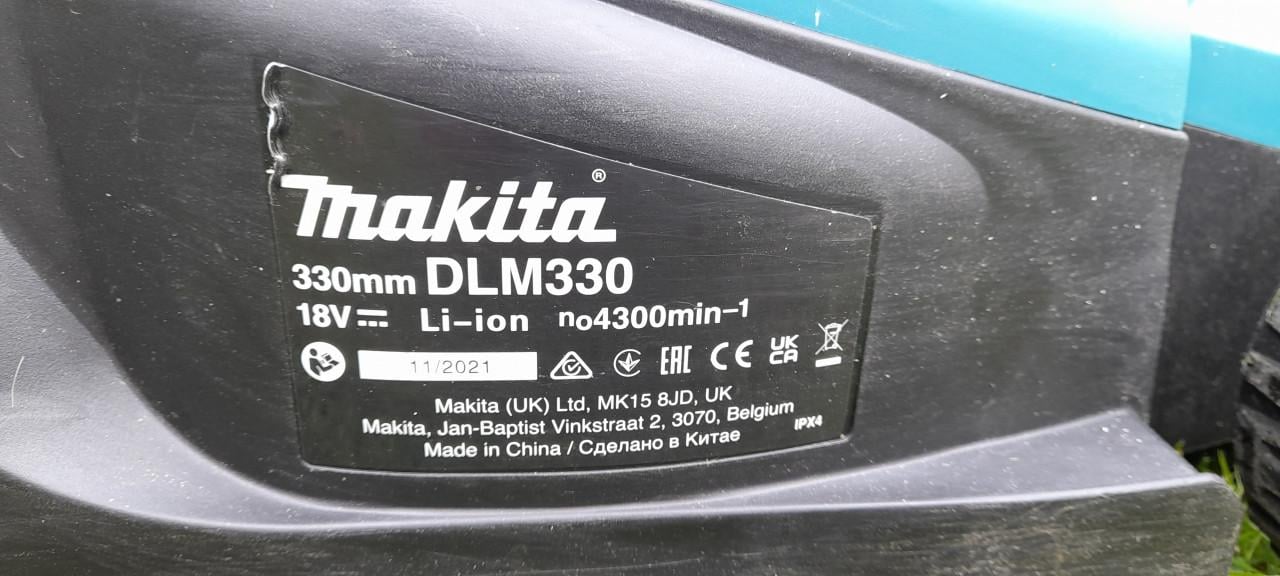 makita®
330mm DLM330
18V⎓ Li-ion no4300min-1
11/2021 EAC CE UK CA
Makita (UK) Ltd, MK15 8JD, UK
Makita, Jan-Baptist Vinkstraat 2, 3070, Belgium
IPX4
Made in China / Сделано в Китае